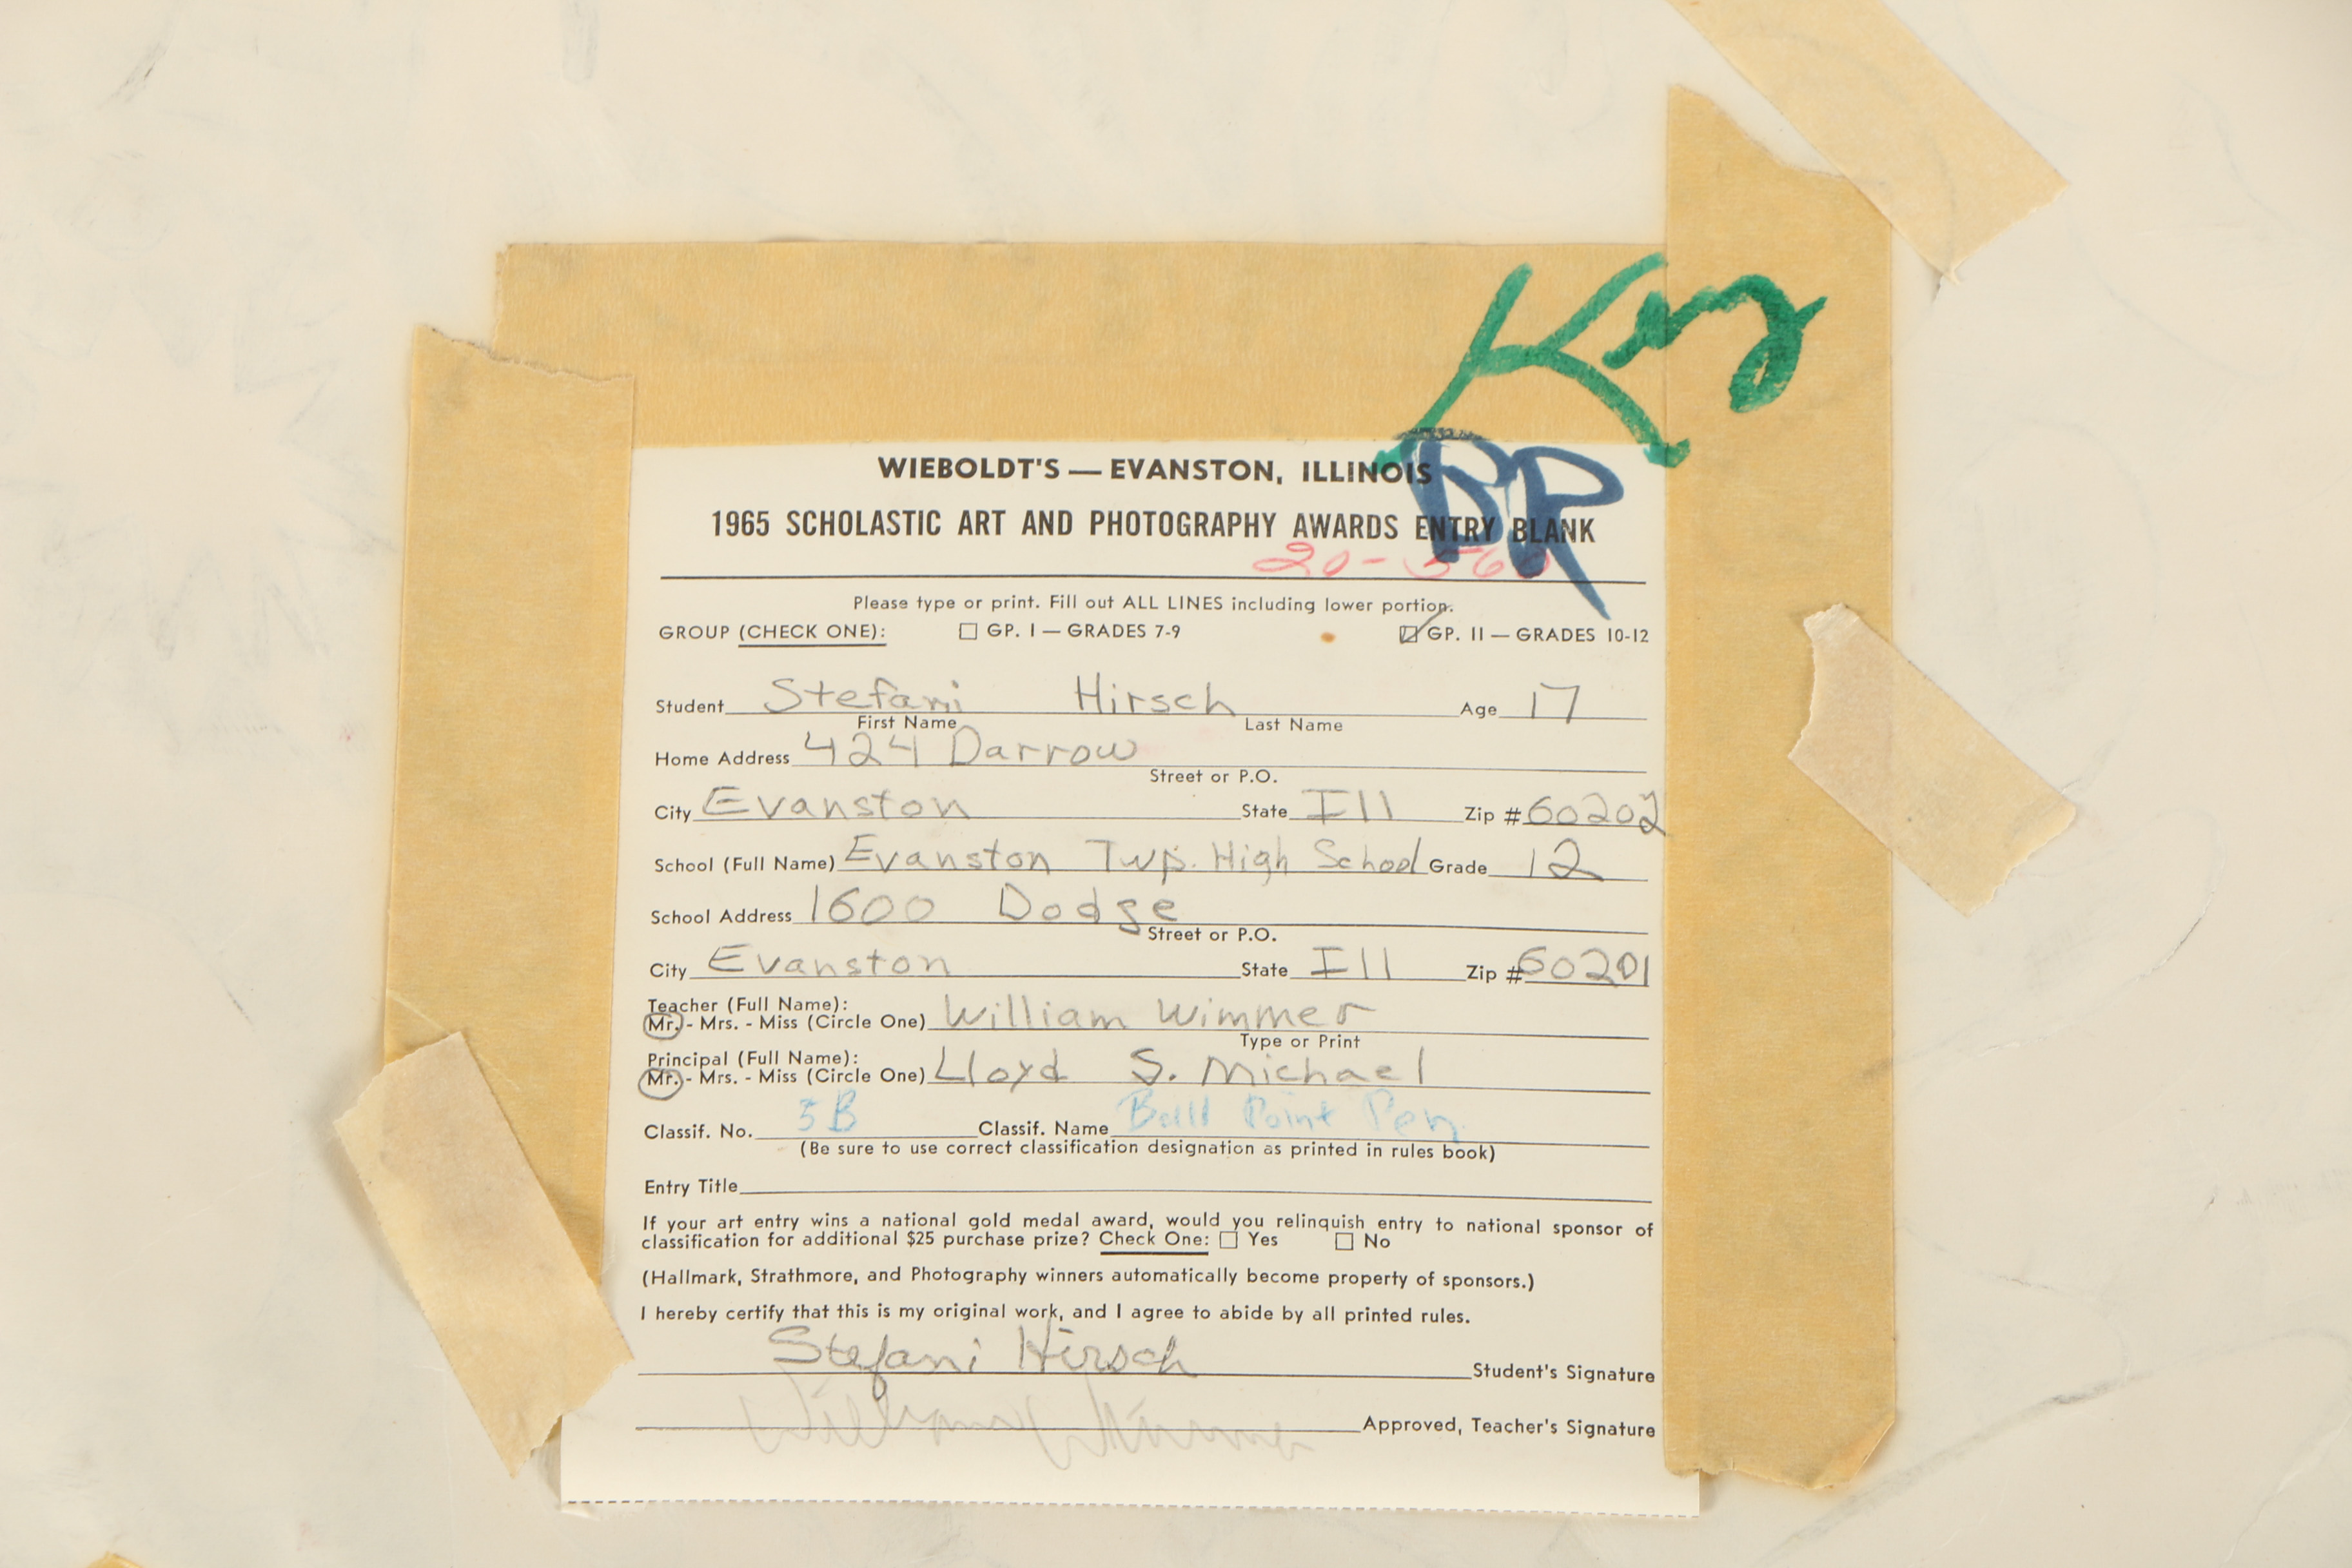 Key
BR
WIEBOLDT'S — EVANSTON, ILLINOIS
1965 SCHOLASTIC ART AND PHOTOGRAPHY AWARDS ENTRY BLANK
20-560
Please type or print. Fill out ALL LINES including lower portion.
GROUP (CHECK ONE): ☐ GP. I — GRADES 7-9 ☑ GP. II — GRADES 10-12
Student Stefani Hirsch Age 17
First Name Last Name
Home Address 424 Darrow
Street or P.O.
City Evanston State Ill Zip # 60202
School (Full Name) Evanston Twp. High School Grade 12
School Address 1600 Dodge
Street or P.O.
City Evanston State Ill Zip # 60201
Teacher (Full Name):
Mr. - Mrs. - Miss (Circle One) William Wimmer
Type or Print
Principal (Full Name):
Mr. - Mrs. - Miss (Circle One) Lloyd S. Michael
Classif. No. 5B Classif. Name Ball Point Pen
(Be sure to use correct classification designation as printed in rules book)
Entry Title
If your art entry wins a national gold medal award, would you relinquish entry to national sponsor of
classification for additional $25 purchase prize? Check One: ☐ Yes ☐ No
(Hallmark, Strathmore, and Photography winners automatically become property of sponsors.)
I hereby certify that this is my original work, and I agree to abide by all printed rules.
Stefani Hirsch Student's Signature
William Wimmer Approved, Teacher's Signature